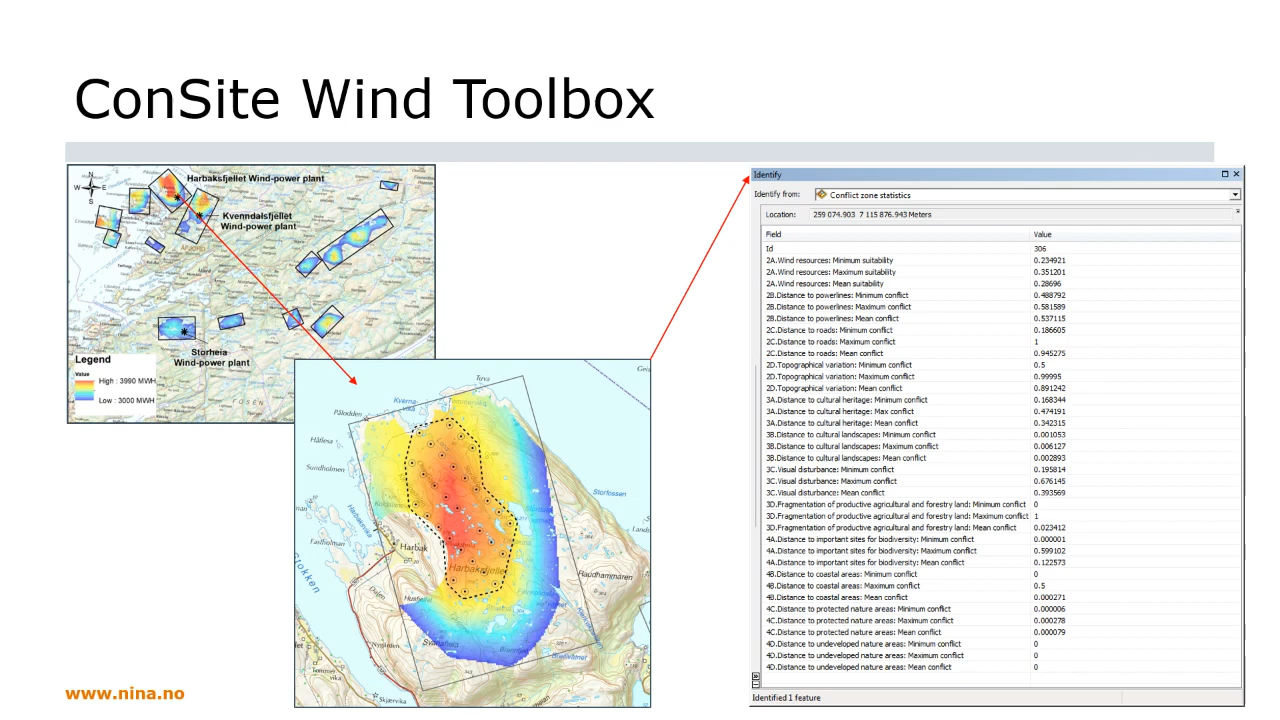 ConSite Wind Toolbox
N
W E
S
Harbaksfjellet Wind-power plant
Kvenndalsfjellet
Wind-power plant
Storheia
Wind-power plant
Legend
Value
High : 3990 MWH
Low : 3000 MWH
FOSEN
Tuva
Kverna-
vika
Pålodden
Håflesa
Sundholmen
Harbaksvika
Fastholman
Stokken
Harbak
Harbaksfjellet
Storfossen
Raudhammaren
Dalen
Nygården
Skjærvika
Identify
Identify from: Conflict zone statistics
Location: 259 074.903 7 115 876.943 Meters
Field Value
Id 306
2A.Wind resources: Minimum suitability 0.234921
2A.Wind resources: Maximum suitability 0.351201
2A.Wind resources: Mean suitability 0.28696
2B.Distance to powerlines: Minimum conflict 0.488792
2B.Distance to powerlines: Maximum conflict 0.581589
2B.Distance to powerlines: Mean conflict 0.537115
2C.Distance to roads: Minimum conflict 0.186605
2C.Distance to roads: Maximum conflict 1
2C.Distance to roads: Mean conflict 0.945275
2D.Topographical variation: Minimum conflict 0.5
2D.Topographical variation: Maximum conflict 0.99995
2D.Topographical variation: Mean conflict 0.891242
3A.Distance to cultural heritage: Minimum conflict 0.168344
3A.Distance to cultural heritage: Max conflict 0.474191
3A.Distance to cultural heritage: Mean conflict 0.342315
3B.Distance to cultural landscapes: Minimum conflict 0.001053
3B.Distance to cultural landscapes: Maximum conflict 0.006127
3B.Distance to cultural landscapes: Mean conflict 0.002893
3C.Visual disturbance: Minimum conflict 0.195814
3C.Visual disturbance: Maximum conflict 0.676145
3C.Visual disturbance: Mean conflict 0.393569
3D.Fragmentation of productive agricultural and forestry land: Minimum conflict 0
3D.Fragmentation of productive agricultural and forestry land: Maximum conflict 1
3D.Fragmentation of productive agricultural and forestry land: Mean conflict 0.023412
4A.Distance to important sites for biodiversity: Minimum conflict 0.000001
4A.Distance to important sites for biodiversity: Maximum conflict 0.599102
4A.Distance to important sites for biodiversity: Mean conflict 0.122573
4B.Distance to coastal areas: Minimum conflict 0
4B.Distance to coastal areas: Maximum conflict 0.5
4B.Distance to coastal areas: Mean conflict 0.000271
4C.Distance to protected nature areas: Minimum conflict 0.000006
4C.Distance to protected nature areas: Maximum conflict 0.000278
4C.Distance to protected nature areas: Mean conflict 0.000079
4D.Distance to undeveloped nature areas: Minimum conflict 0
4D.Distance to undeveloped nature areas: Maximum conflict 0
4D.Distance to undeveloped nature areas: Mean conflict 0
Identified 1 feature
www.nina.no